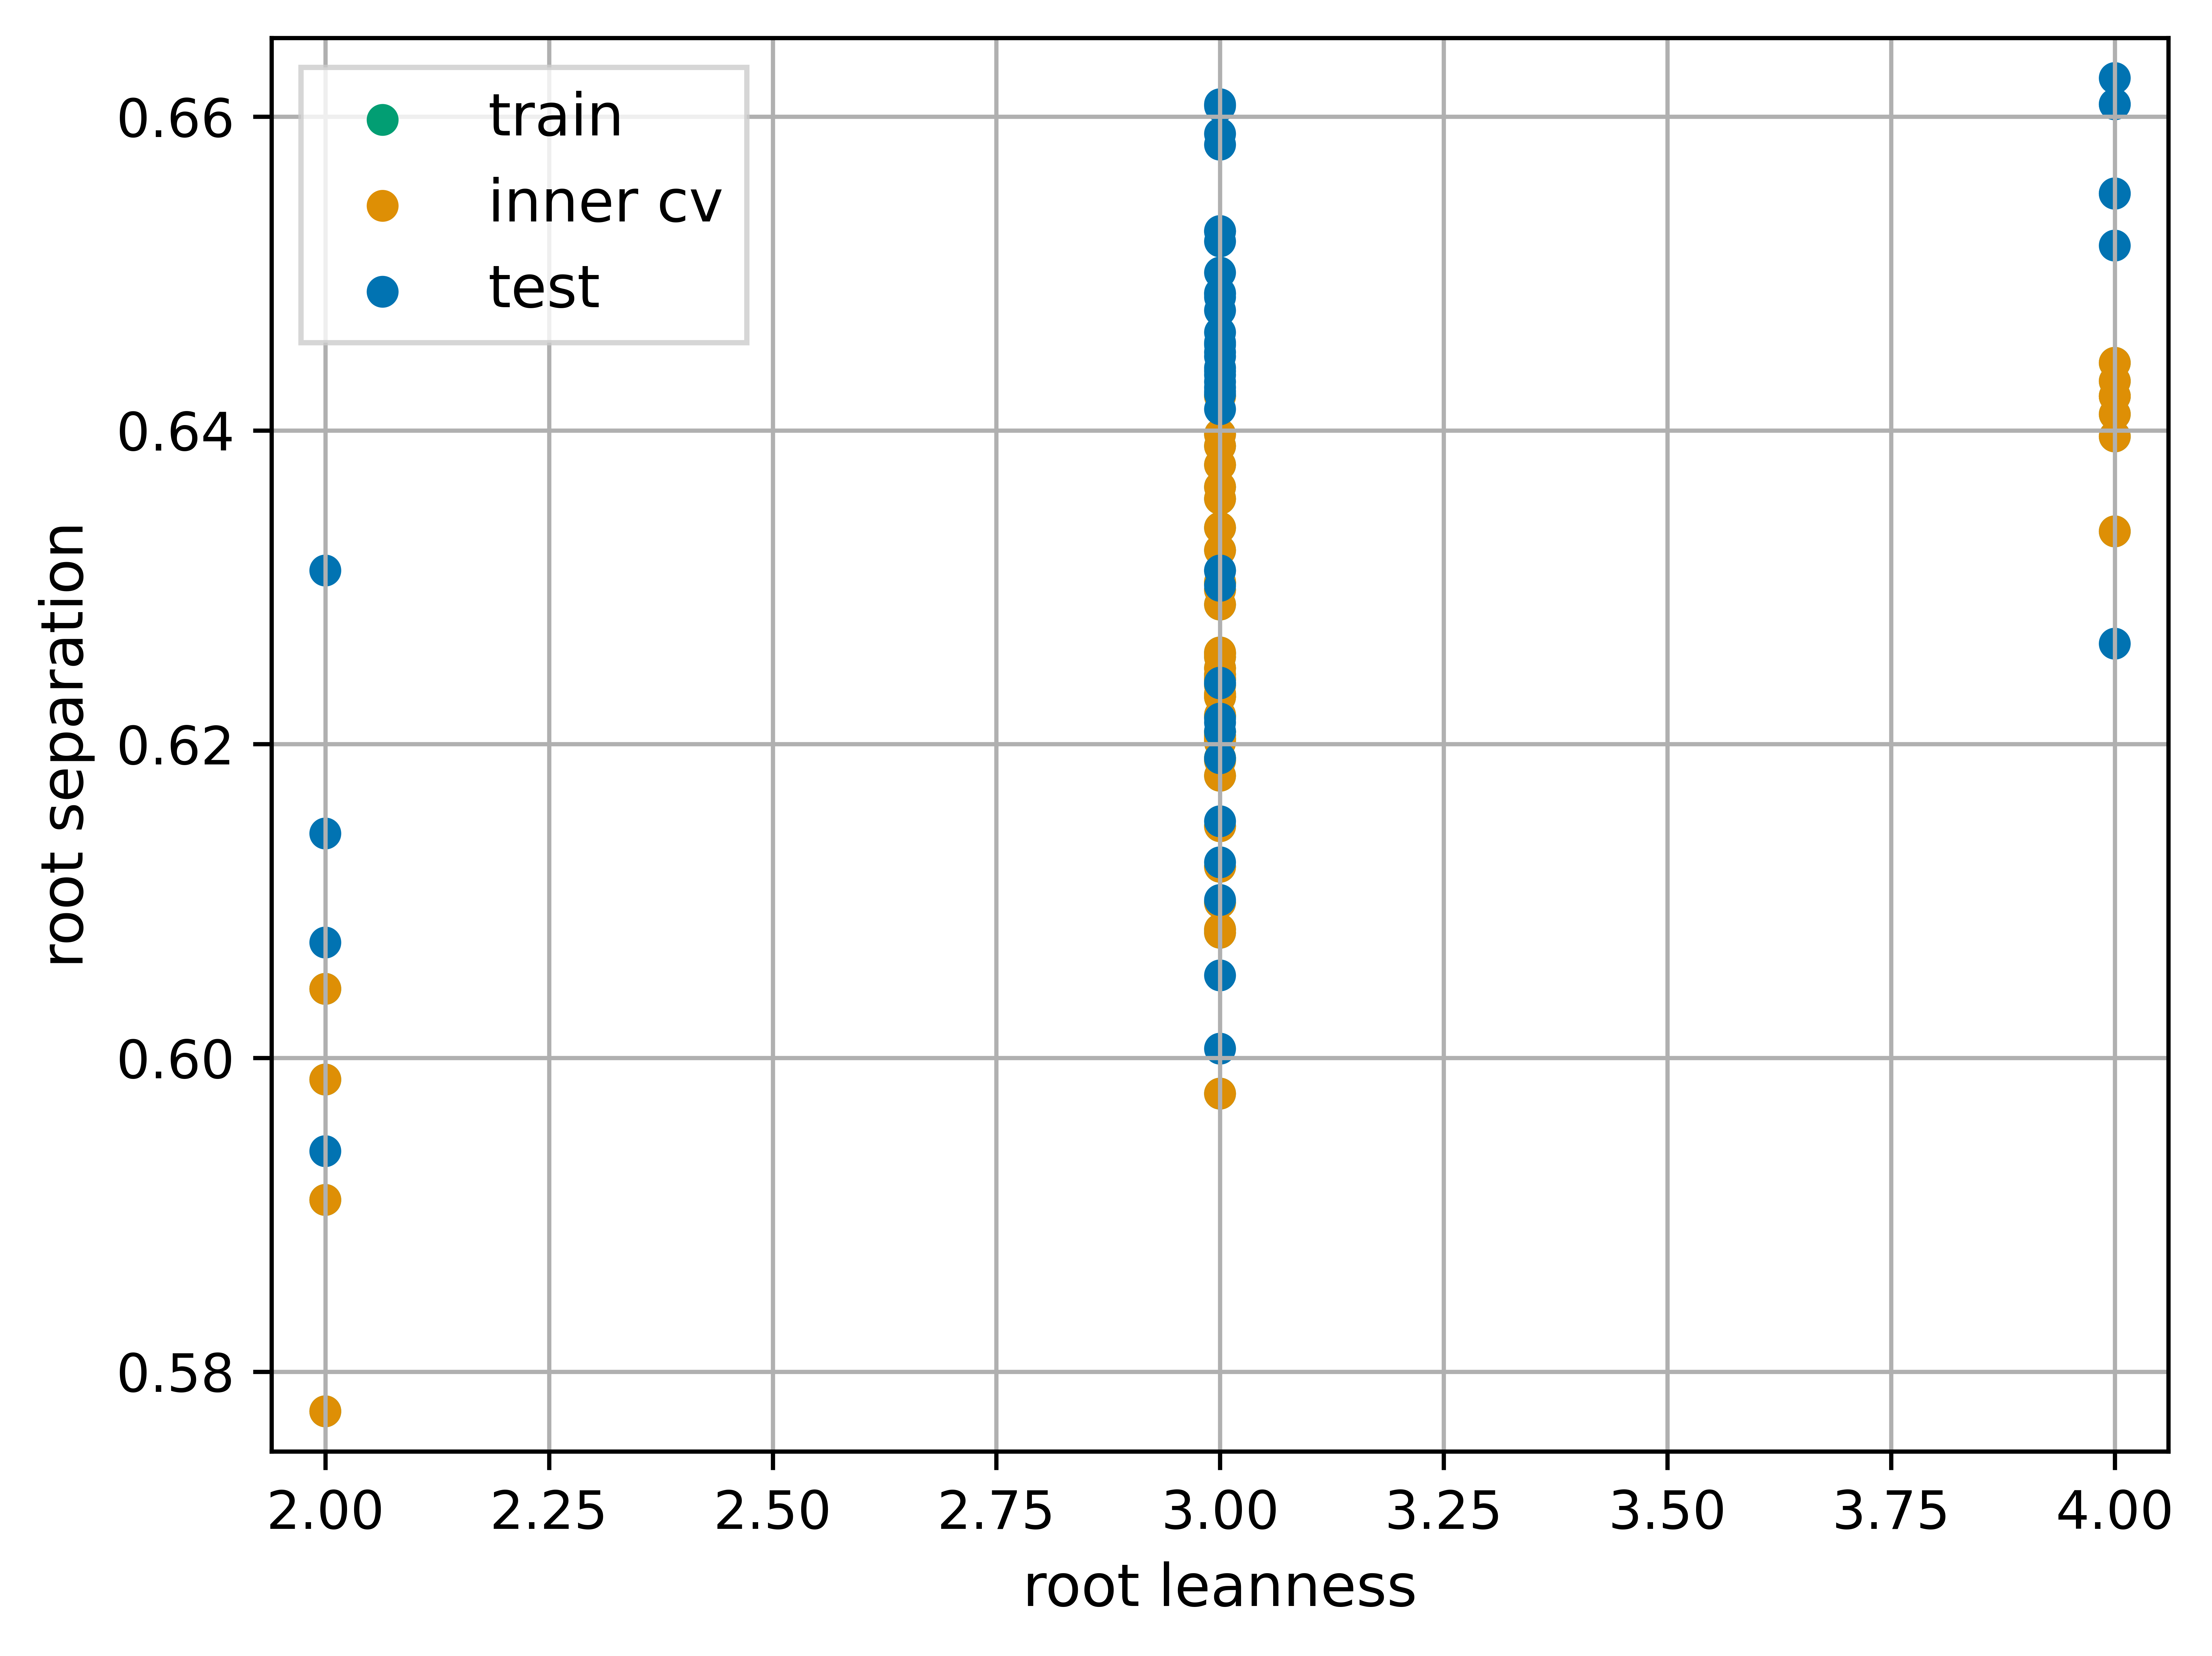 train
inner cv
test
0.66
0.64
0.62
0.60
0.58
root separation
2.00 2.25 2.50 2.75 3.00 3.25 3.50 3.75 4.00
root leanness